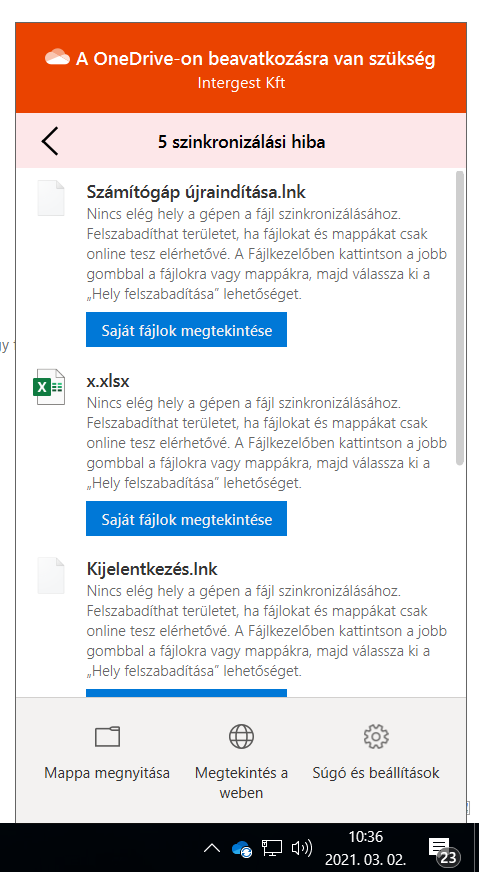 A OneDrive-on beavatkozásra van szükség
Intergest Kft
5 szinkronizálási hiba
Számítógáp újraindítása.lnk
Nincs elég hely a gépen a fájl szinkronizálásához.
Felszabadíthat területet, ha fájlokat és mappákat csak
online tesz elérhetővé. A Fájlkezelőben kattintson a jobb
gombbal a fájlokra vagy mappákra, majd válassza ki a
„Hely felszabadítása” lehetőséget.
Saját fájlok megtekintése
x.xlsx
Nincs elég hely a gépen a fájl szinkronizálásához.
Felszabadíthat területet, ha fájlokat és mappákat csak
online tesz elérhetővé. A Fájlkezelőben kattintson a jobb
gombbal a fájlokra vagy mappákra, majd válassza ki a
„Hely felszabadítása” lehetőséget.
Saját fájlok megtekintése
Kijelentkezés.lnk
Nincs elég hely a gépen a fájl szinkronizálásához.
Felszabadíthat területet, ha fájlokat és mappákat csak
online tesz elérhetővé. A Fájlkezelőben kattintson a jobb
gombbal a fájlokra vagy mappákra, majd válassza ki a
„Hely felszabadítása” lehetőséget.
Mappa megnyitása
Megtekintés a
weben
Súgó és beállítások
10:36
2021. 03. 02.
23